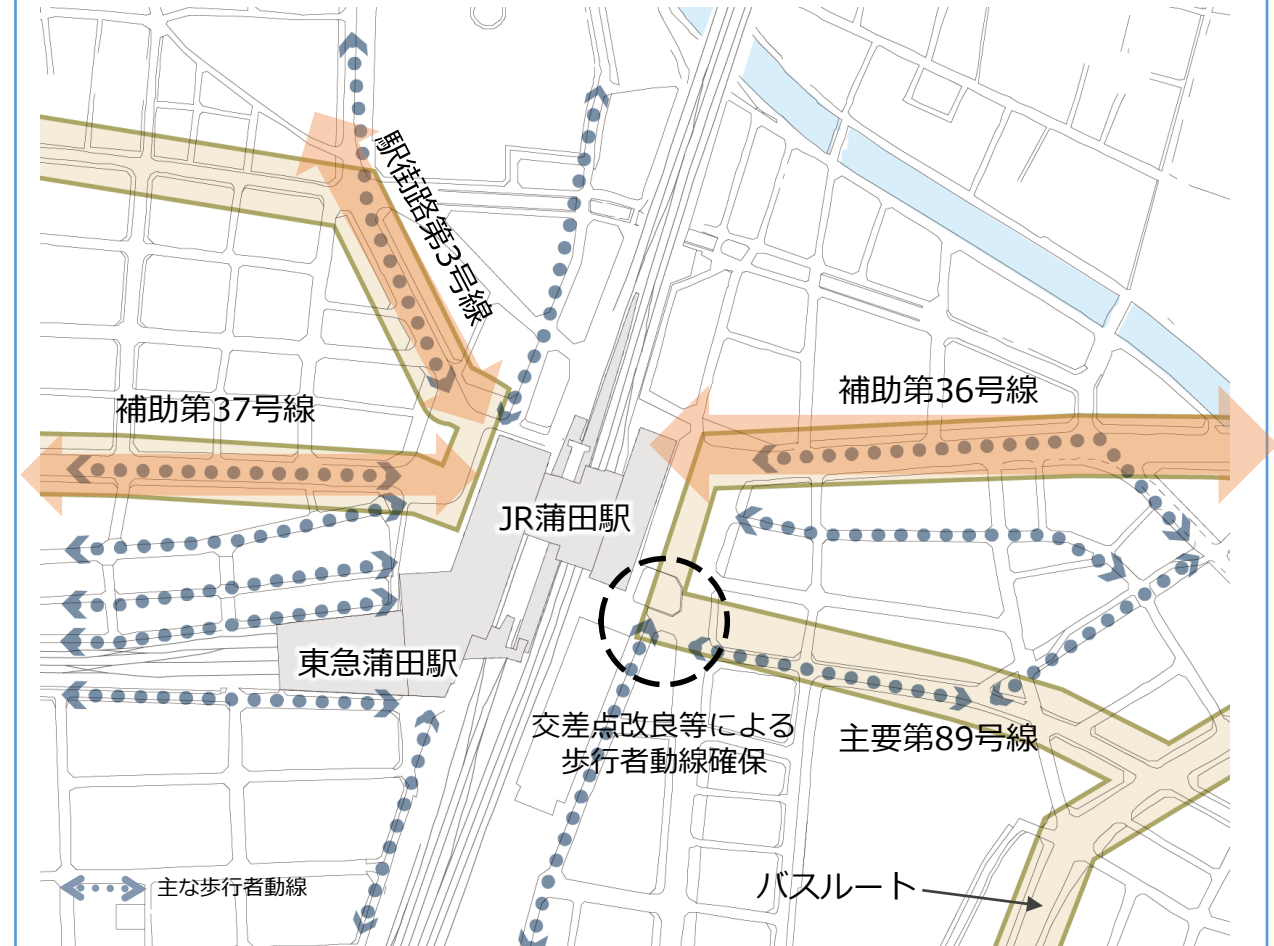 駅街路第3号線
補助第37号線
補助第36号線
JR蒲田駅
東急蒲田駅
交差点改良等による
歩行者動線確保
主要第89号線
主な歩行者動線
バスルート